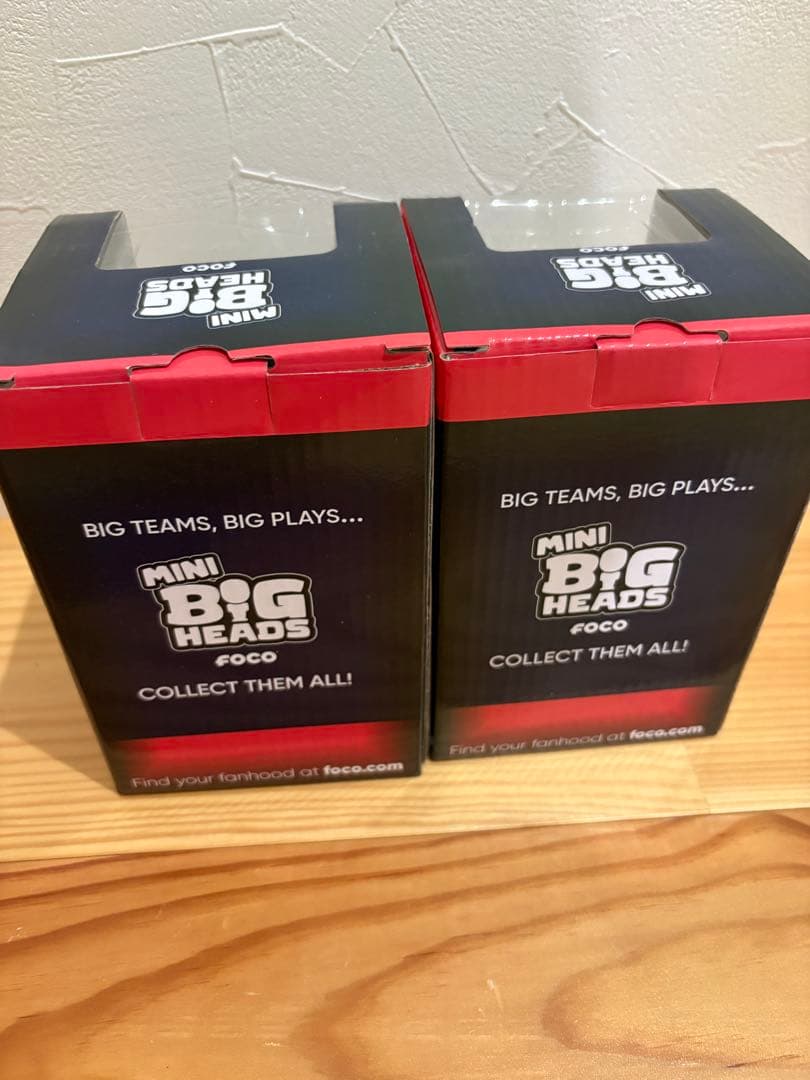 FOCO
MINI
BIG
HEADS
BIG TEAMS, BIG PLAYS...
MINI
BIG
HEADS
FOCO
COLLECT THEM ALL!
Find your fanhood at foco.com
FOCO
MINI
BIG
HEADS
BIG TEAMS, BIG PLAYS...
MINI
BIG
HEADS
FOCO
COLLECT THEM ALL!
Find your fanhood at foco.com